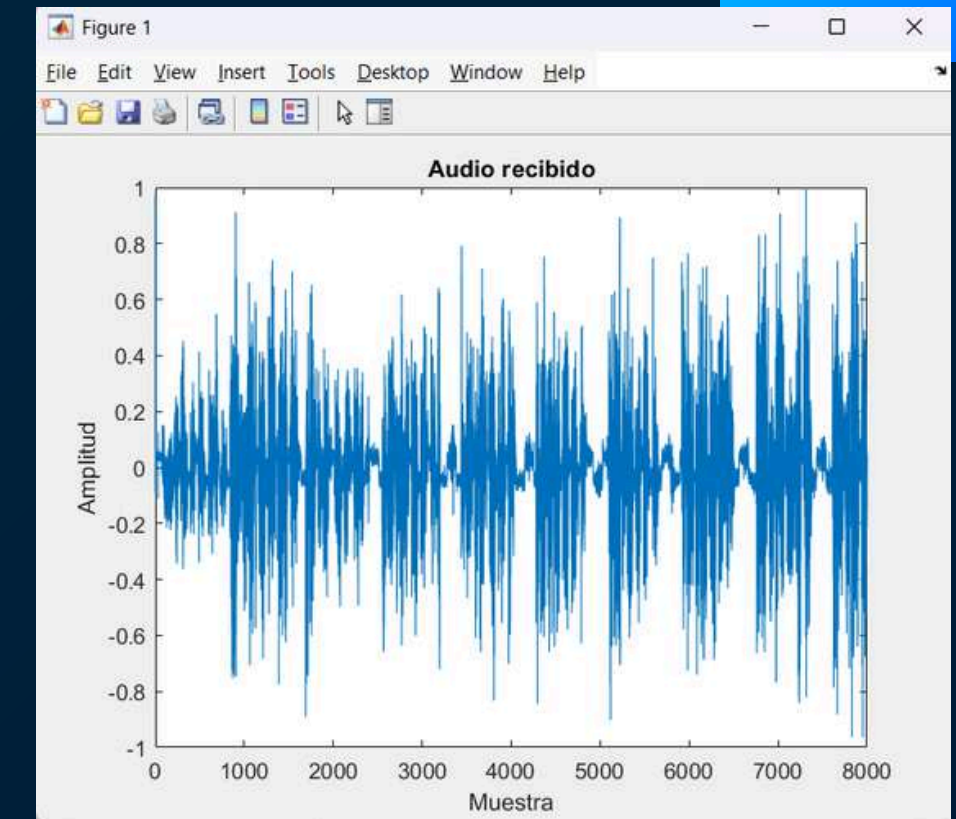 Figure 1
File Edit View Insert Tools Desktop Window Help
Audio recibido
1
0.8
0.6
0.4
0.2
0
-0.2
-0.4
-0.6
-0.8
-1
Amplitud
0 1000 2000 3000 4000 5000 6000 7000 8000
Muestra